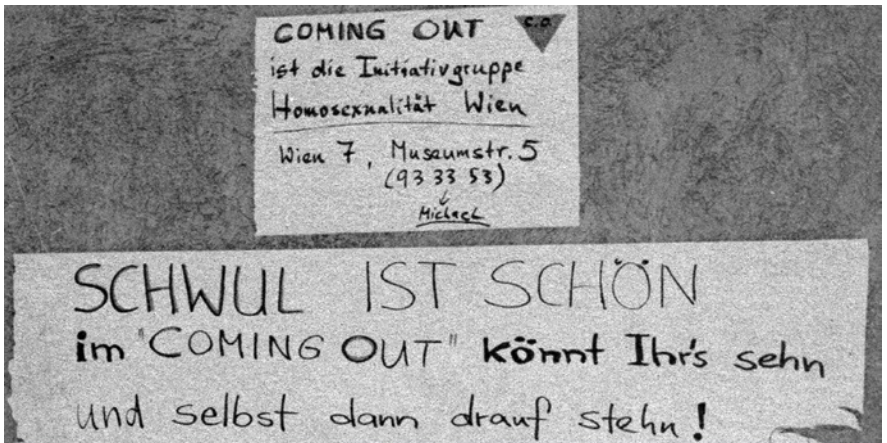 COMING OUT C.O.
ist die Initiativgruppe
Homosexualität Wien
Wien 7, Museumstr. 5
(93 33 53)
↓
Michael
SCHWUL IST SCHÖN
im "COMING OUT" könnt Ihr's sehn
und selbst dann drauf stehn!